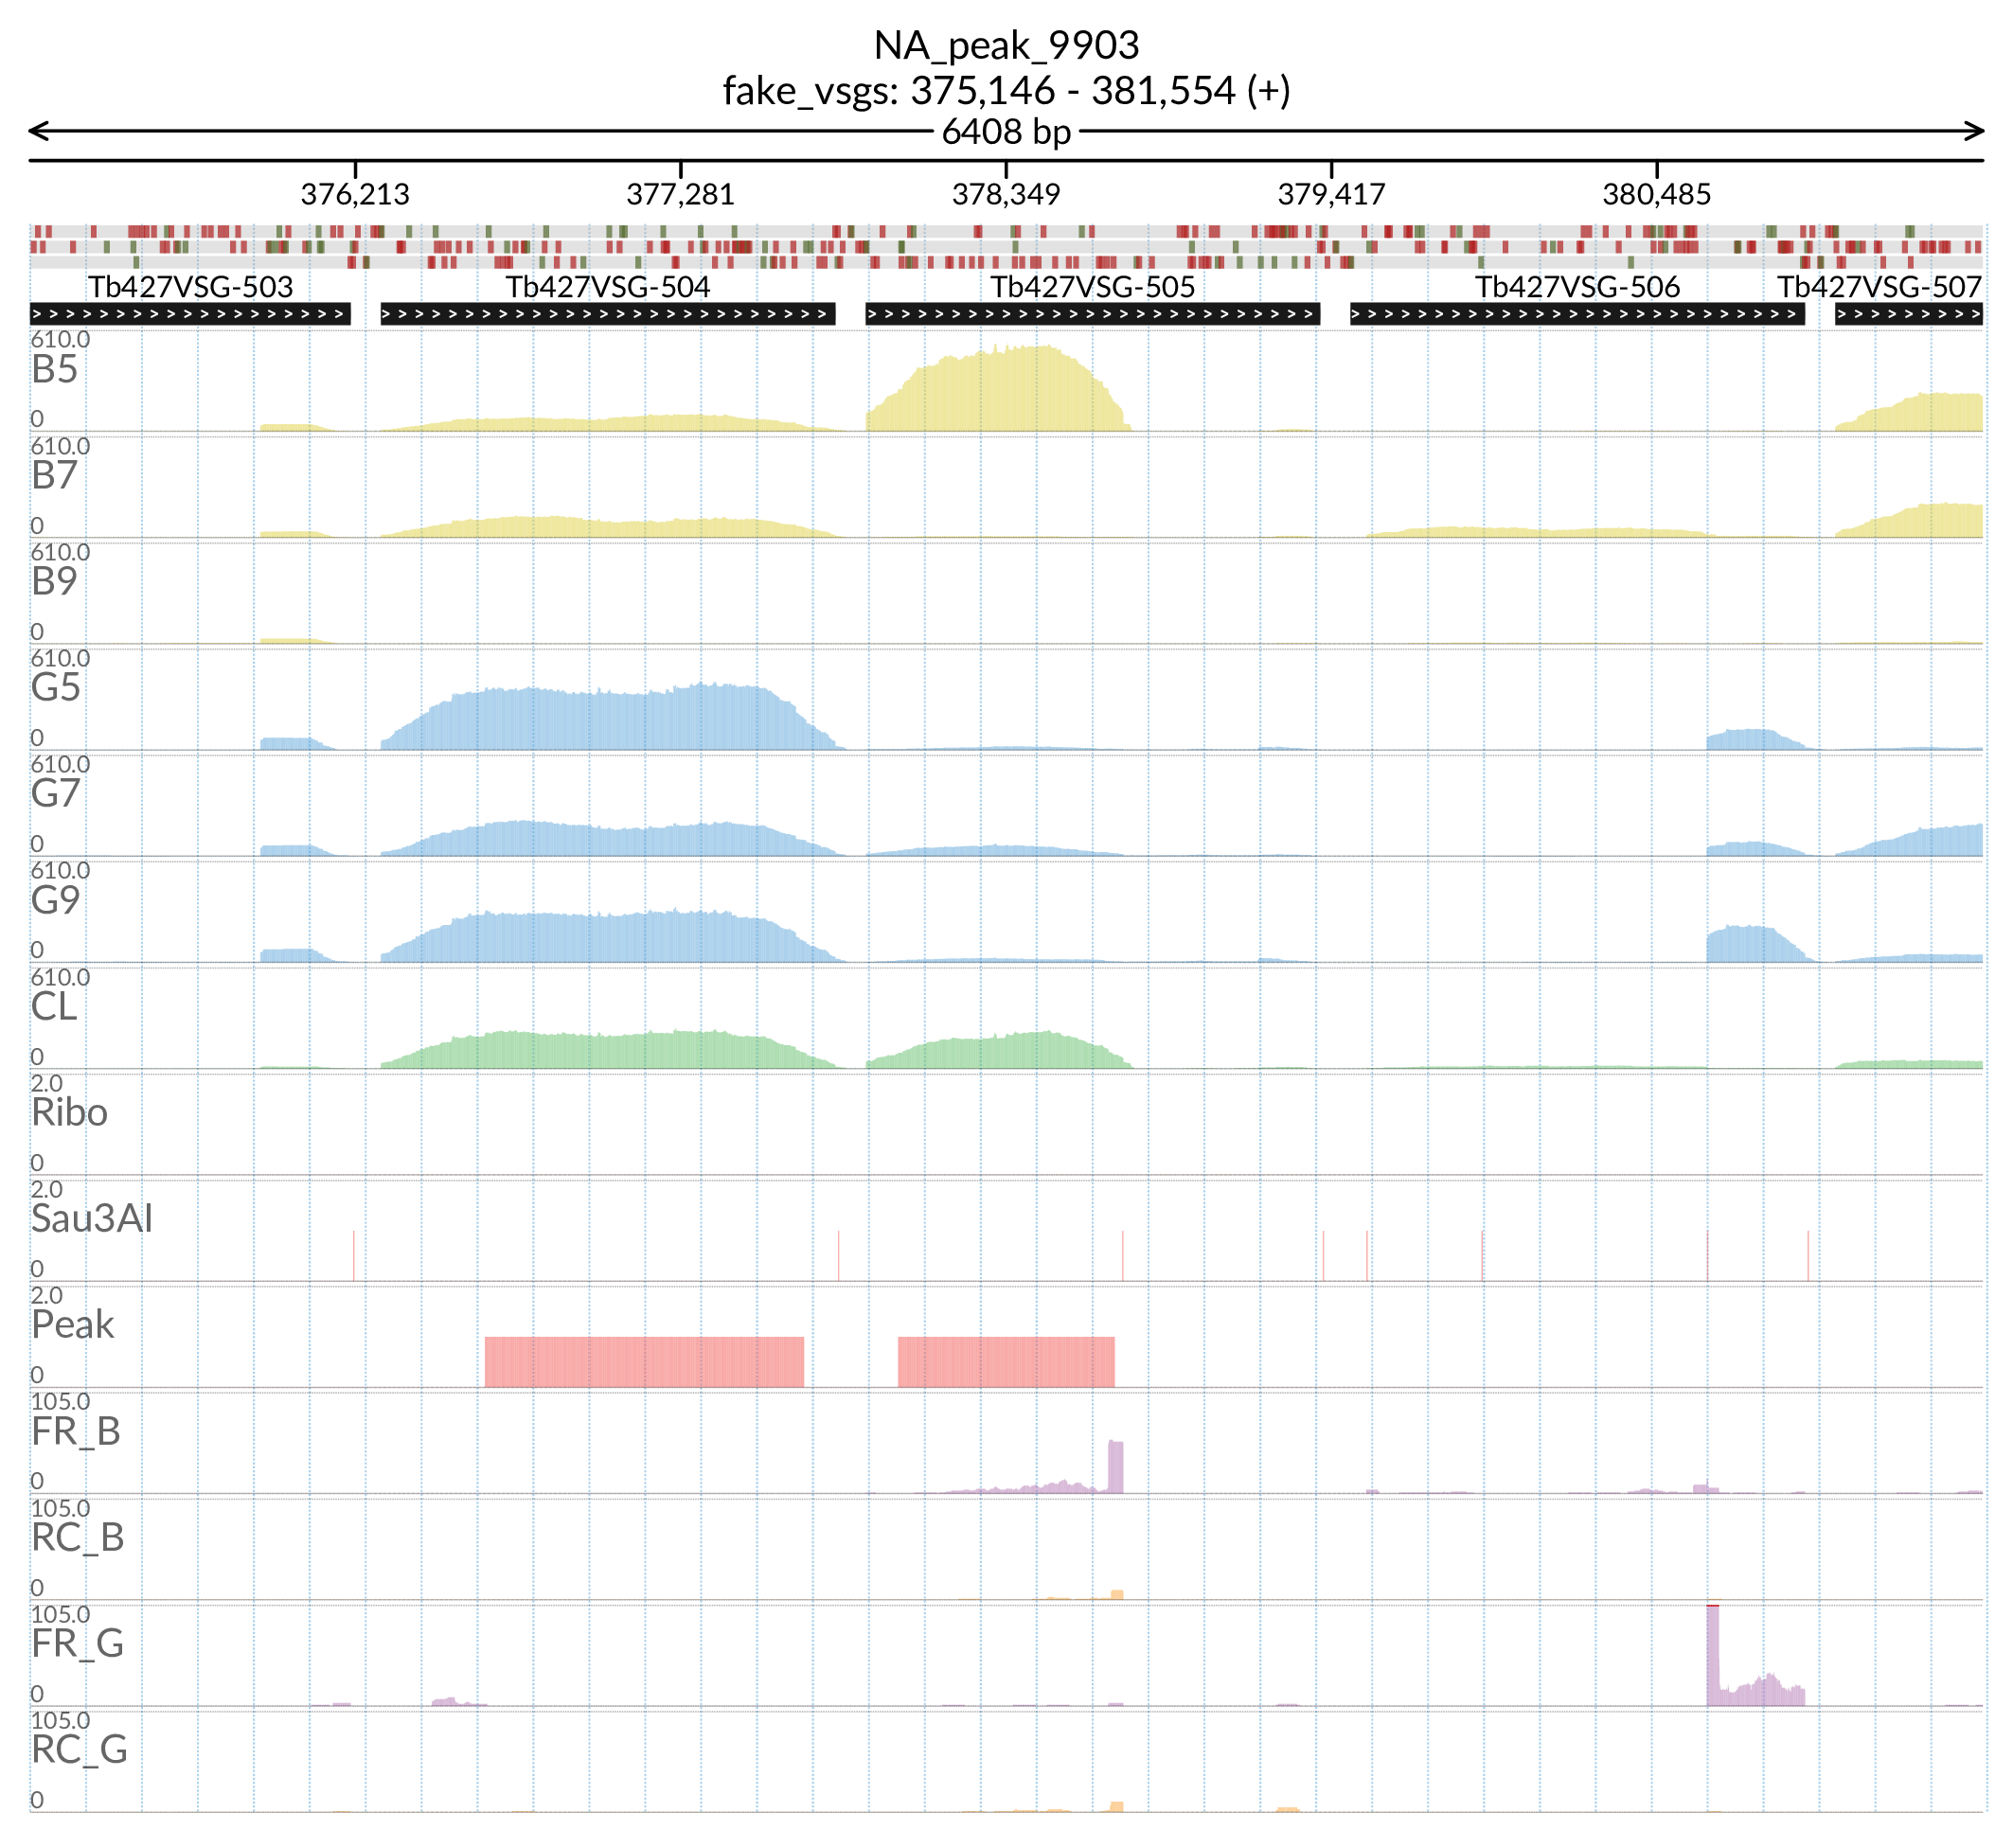 NA_peak_9903
fake_vsgs: 375,146 - 381,554 (+)
6408 bp
376,213 377,281 378,349 379,417 380,485
Tb427VSG-503 Tb427VSG-504 Tb427VSG-505 Tb427VSG-506 Tb427VSG-507
610.0
B5
0
610.0
B7
0
610.0
B9
0
610.0
G5
0
610.0
G7
0
610.0
G9
0
610.0
CL
0
2.0
Ribo
0
2.0
Sau3AI
0
2.0
Peak
0
105.0
FR_B
0
105.0
RC_B
0
105.0
FR_G
0
105.0
RC_G
0